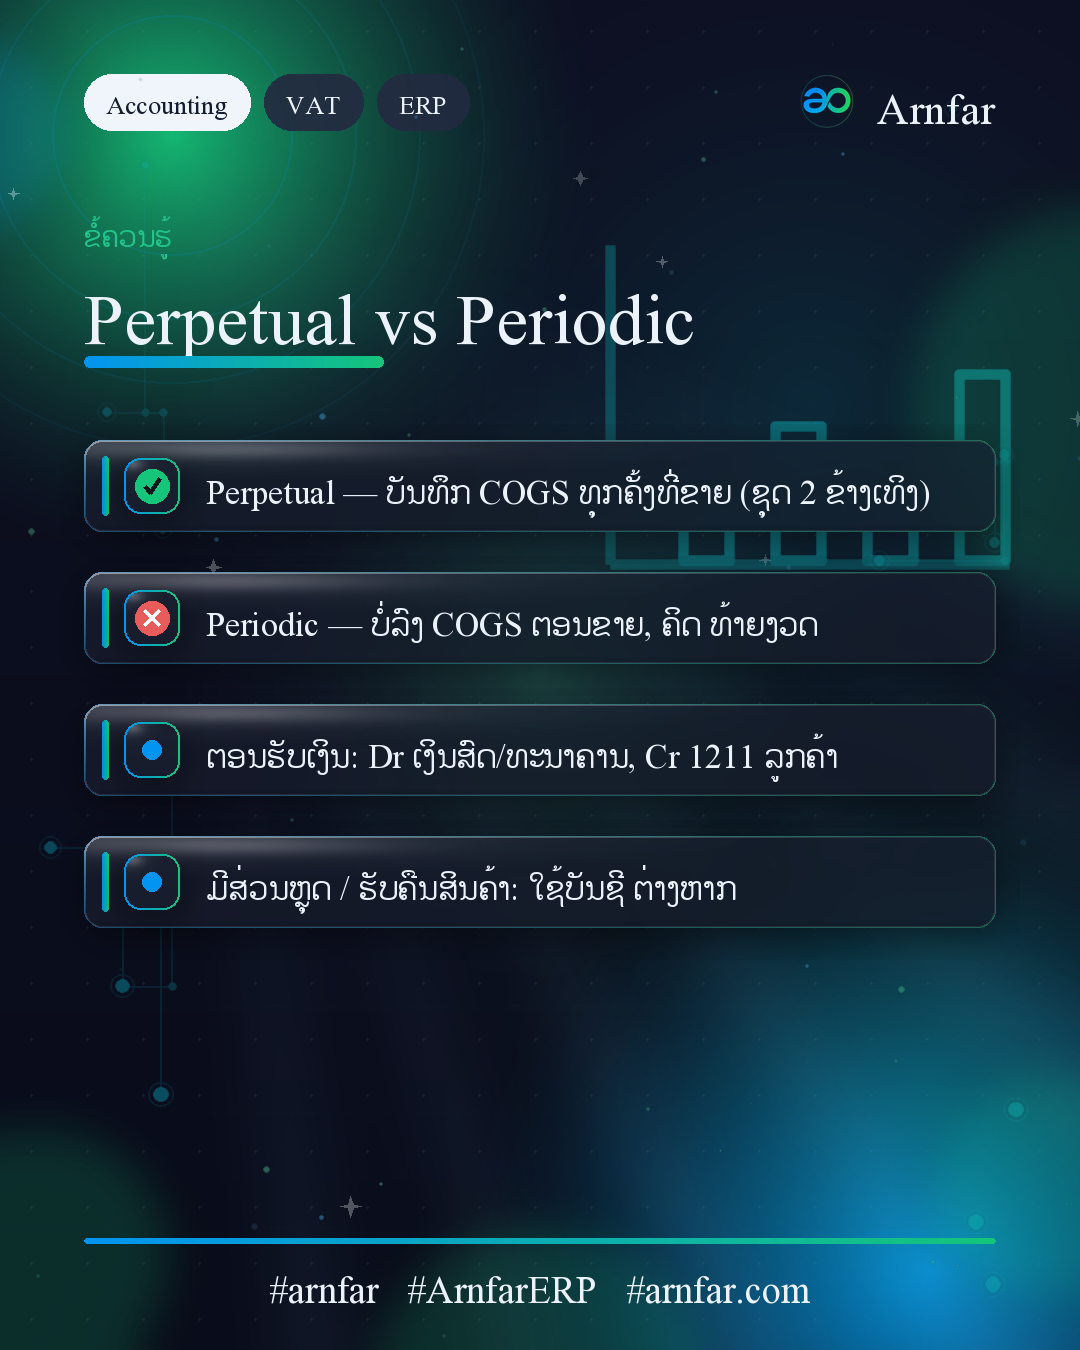 Accounting VAT ERP
Arnfar
ຂໍ້ຄວນຮູ້
Perpetual vs Periodic
Perpetual — ບັນທຶກ COGS ທຸກຄັ້ງທີ່ຂາຍ (ຊຸດ 2 ຂ້າງເທິງ)
Periodic — ບໍ່ລົງ COGS ຕອນຂາຍ, ຄິດ ທ້າຍງວດ
ຕອນຮັບເງິນ: Dr ເງິນສົດ/ທະນາຄານ, Cr 1211 ລູກຄ້າ
ມີສ່ວນຫຼຸດ / ຮັບຄືນສິນຄ້າ: ໃຊ້ບັນຊີ ຕ່າງຫາກ
#arnfar #ArnfarERP #arnfar.com